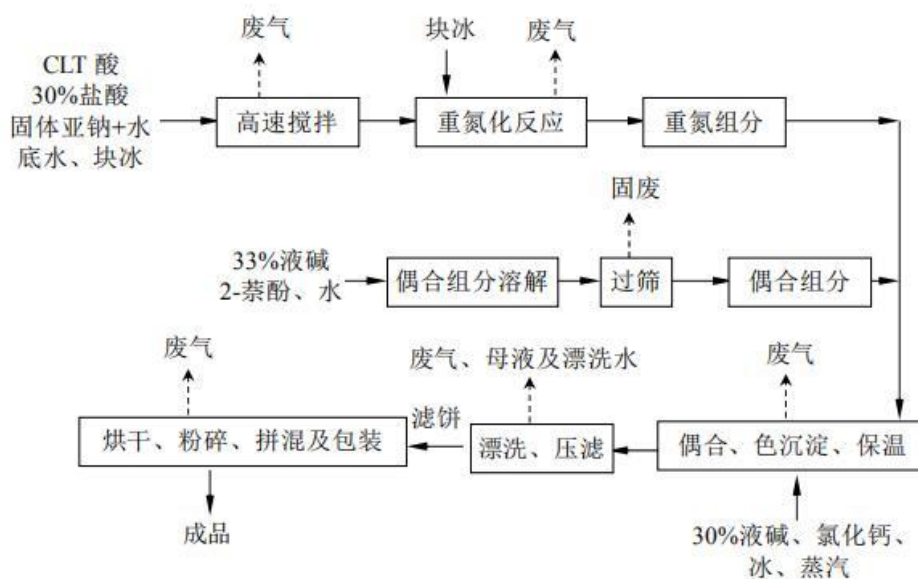 废气
块冰
废气
CLT 酸
30%盐酸
固体亚钠+水
底水、块冰
高速搅拌
重氮化反应
重氮组分
固废
33%液碱
2-萘酚、水
偶合组分溶解
过筛
偶合组分
废气
废气、母液及漂洗水
废气
烘干、粉碎、拼混及包装
滤饼
漂洗、压滤
偶合、色沉淀、保温
成品
30%液碱、氯化钙、
冰、蒸汽